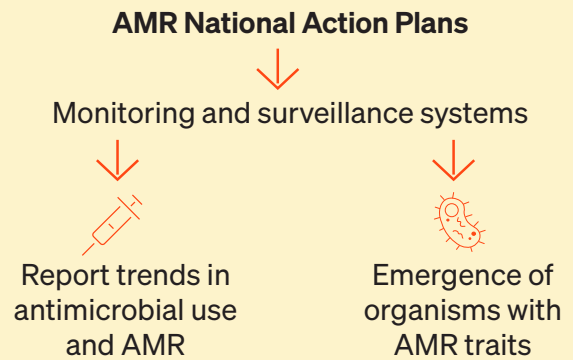 AMR National Action Plans
Monitoring and surveillance systems
Report trends in
antimicrobial use
and AMR
Emergence of
organisms with
AMR traits